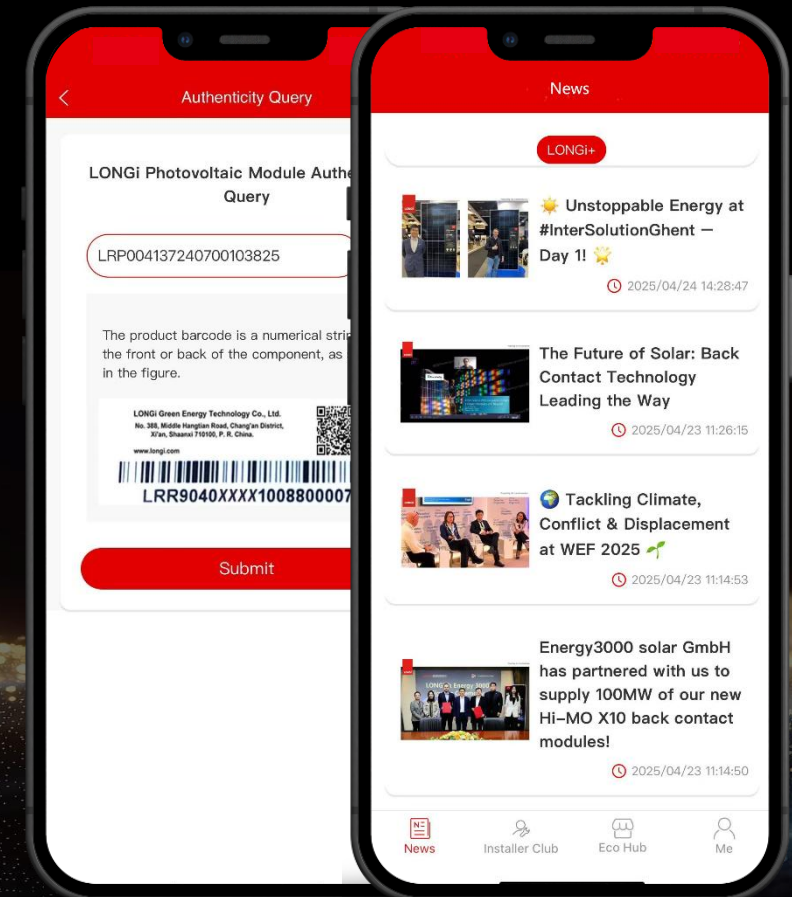 Authenticity Query
LONGi Photovoltaic Module Authe
Query
LRP004137240700103825
The product barcode is a numerical strin
the front or back of the component, as
in the figure.
LONGi Green Energy Technology Co., Ltd.
No. 388, Middle Hangtian Road, Chang'an District,
Xi'an, Shaanxi 710100, P. R. China.
www.longi.com
LRR9040XXXX1008800007
Submit
News
LONGi+
☀️ Unstoppable Energy at
#InterSolutionGhent –
Day 1! 🌟
2025/04/24 14:28:47
The Future of Solar: Back
Contact Technology
Leading the Way
2025/04/23 11:26:15
🌍 Tackling Climate,
Conflict & Displacement
at WEF 2025 🌱
2025/04/23 11:14:53
Energy3000 solar GmbH
has partnered with us to
supply 100MW of our new
Hi-MO X10 back contact
modules!
2025/04/23 11:14:50
News
Installer Club
Eco Hub
Me